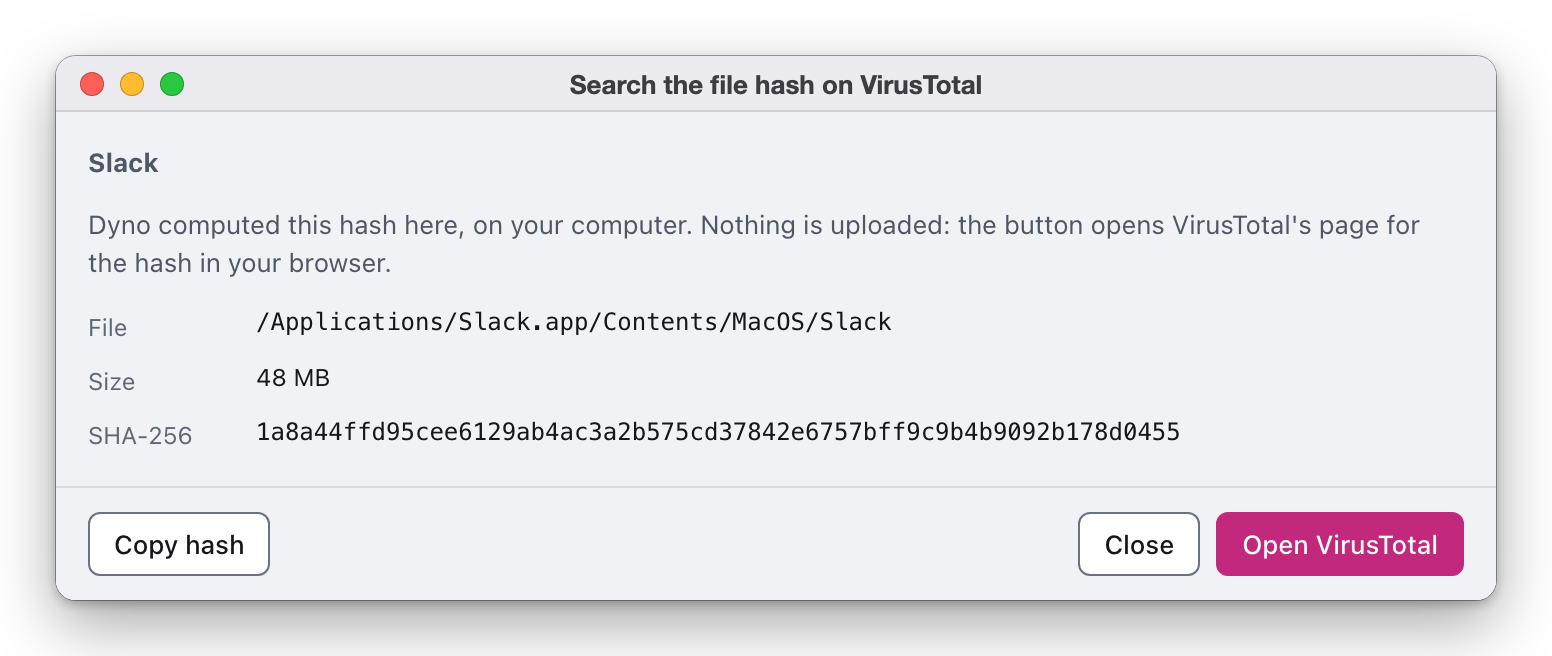 Search the file hash on VirusTotal
Slack
Dyno computed this hash here, on your computer. Nothing is uploaded: the button opens VirusTotal's page for
the hash in your browser.
File /Applications/Slack.app/Contents/MacOS/Slack
Size 48 MB
SHA-256 1a8a44ffd95cee6129ab4ac3a2b575cd37842e6757bff9c9b4b9092b178d0455
Copy hash Close Open VirusTotal